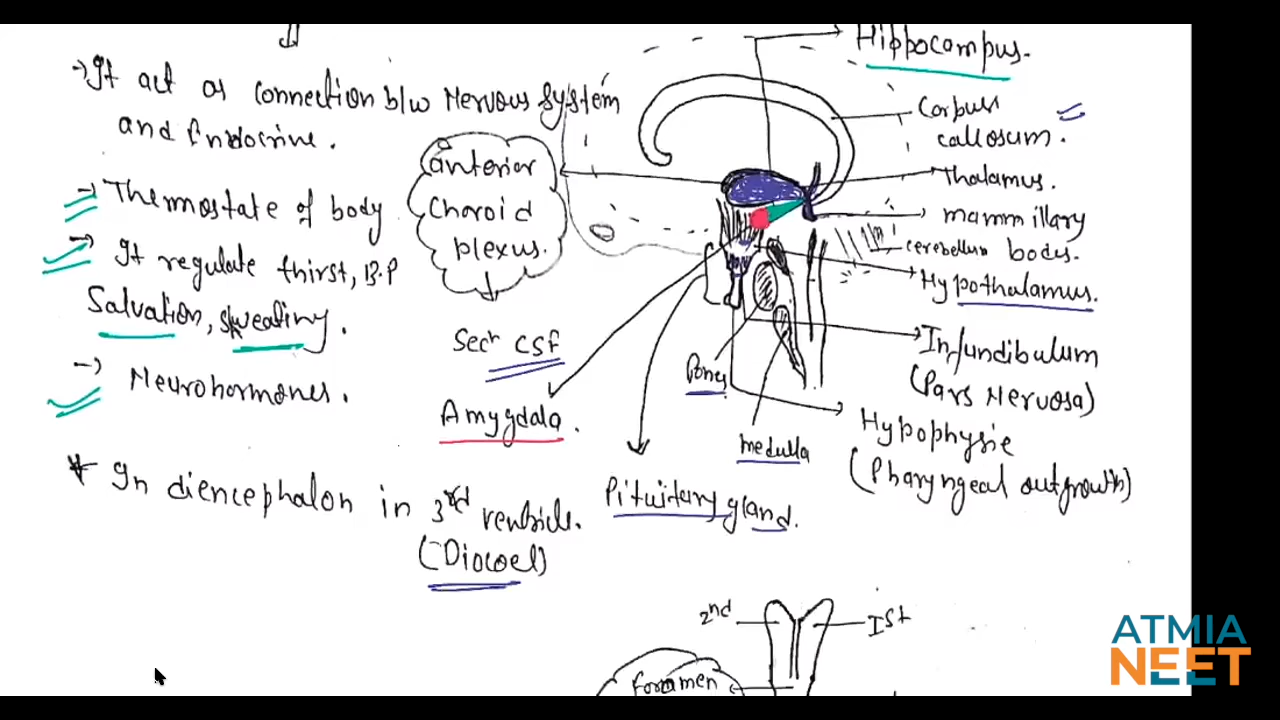 → It act as connection b/w Nervous system
and Endocrine.
→ Thermostate of body
→ It regulate thirst, B.P
Salvation, sweating.
→ Neurohormones.
* In diencephalon in 3rd ventricle.
(Diocoel)
anterior
Choroid
plexus.
Secn CSF
Amygdala.
Pituitary gland.
Pons
medulla
Hippocampus.
Corpus
callosum.
Thalamus.
mammillary
bodies.
cerebellum
Hypothalamus.
Infundibulum
(Pars Nervosa)
Hypophysie
(Pharyngeal outgrowth)
2nd
Ist
Foramen
ATMIA
NEET